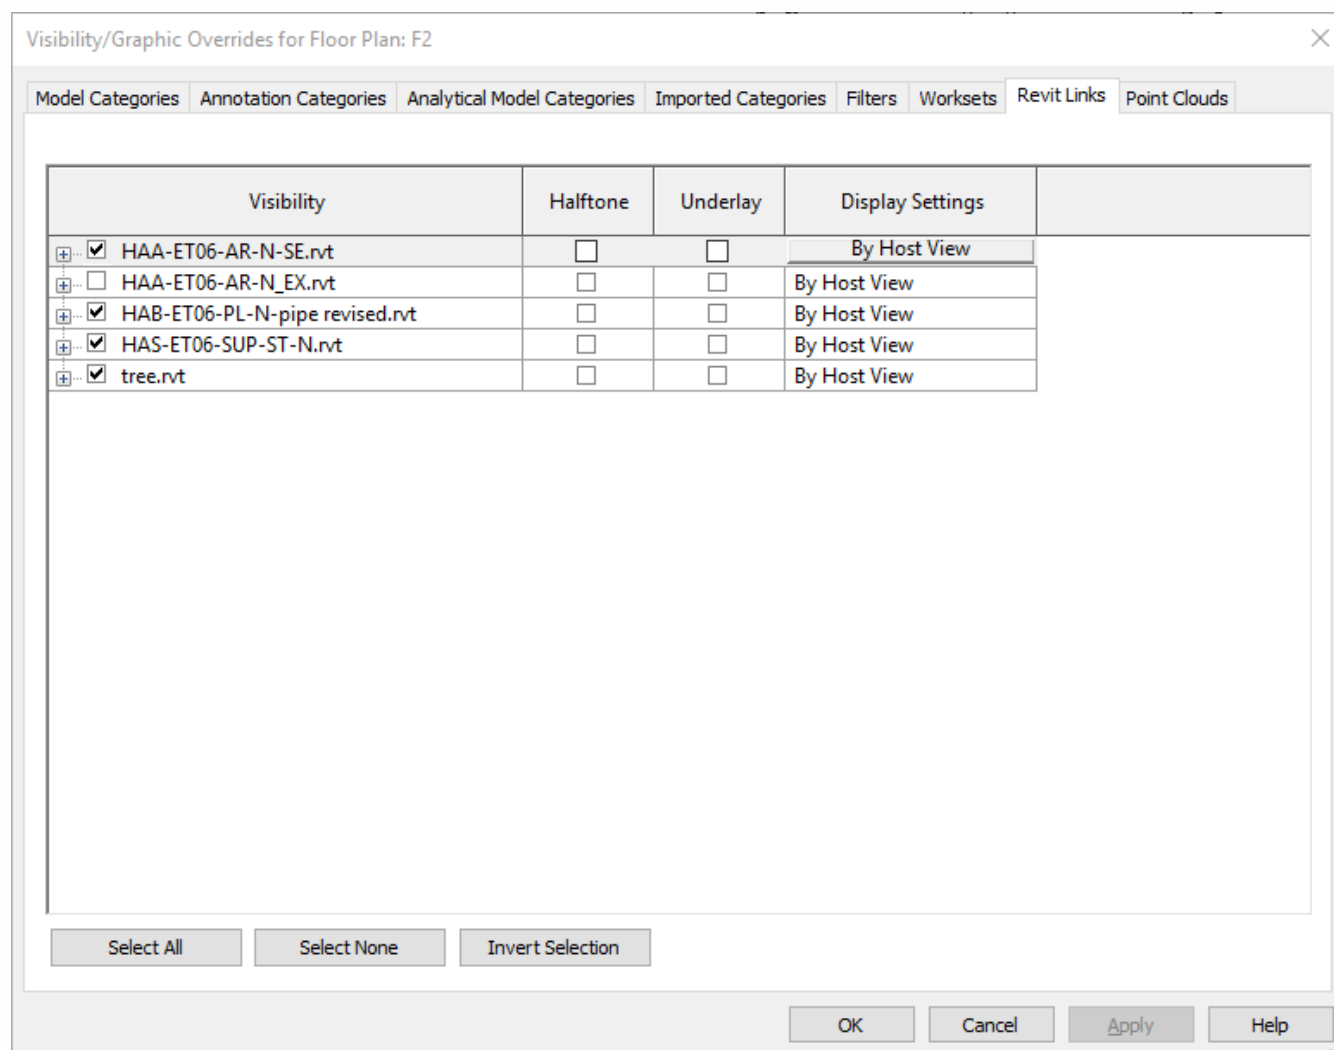 Visibility/Graphic Overrides for Floor Plan: F2
Model Categories Annotation Categories Analytical Model Categories Imported Categories Filters Worksets Revit Links Point Clouds
Visibility Halftone Underlay Display Settings
HAA-ET06-AR-N-SE.rvt By Host View
HAA-ET06-AR-N_EX.rvt By Host View
HAB-ET06-PL-N-pipe revised.rvt By Host View
HAS-ET06-SUP-ST-N.rvt By Host View
tree.rvt By Host View
Select All Select None Invert Selection
OK Cancel Apply Help